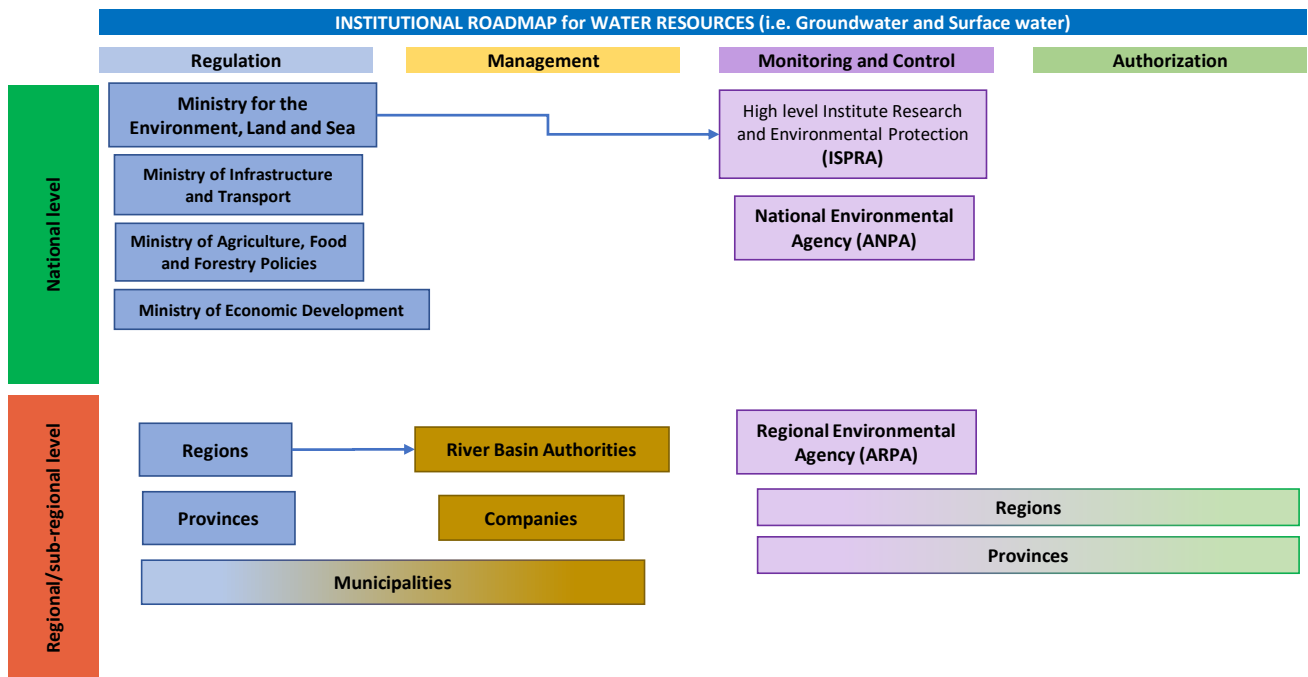 INSTITUTIONAL ROADMAP for WATER RESOURCES (i.e. Groundwater and Surface water)
Regulation
Management
Monitoring and Control
Authorization
National level
Ministry for the
Environment, Land and Sea
High level Institute Research
and Environmental Protection
(ISPRA)
Ministry of Infrastructure
and Transport
National Environmental
Agency (ANPA)
Ministry of Agriculture, Food
and Forestry Policies
Ministry of Economic Development
Regional/sub-regional level
Regions
River Basin Authorities
Regional Environmental
Agency (ARPA)
Provinces
Companies
Regions
Municipalities
Provinces